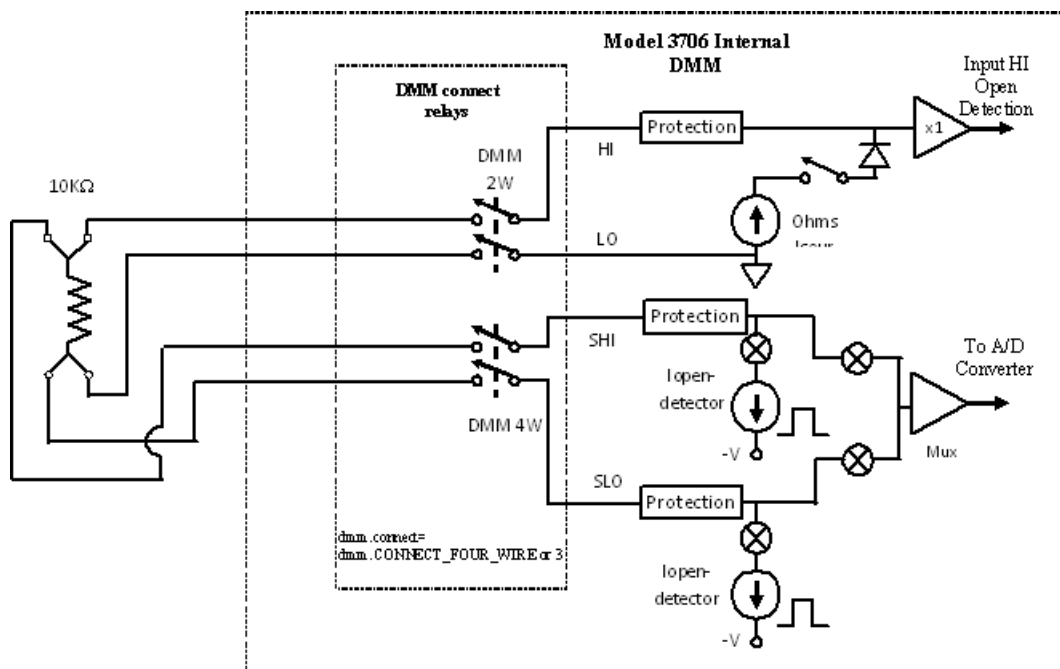 Model 3706 Internal
DMM
DMM connect
relays
Input HI
Open
Detection
Protection
x1
HI
DMM
2W
10KΩ
Ohms
LO
Protection
SHI
To A/D
Converter
Iopen-
detector
DMM 4W
-V
Mux
SLO
Protection
dmm.connect=
dmm.CONNECT_FOUR_WIRE or 3
Iopen-
detector
-V